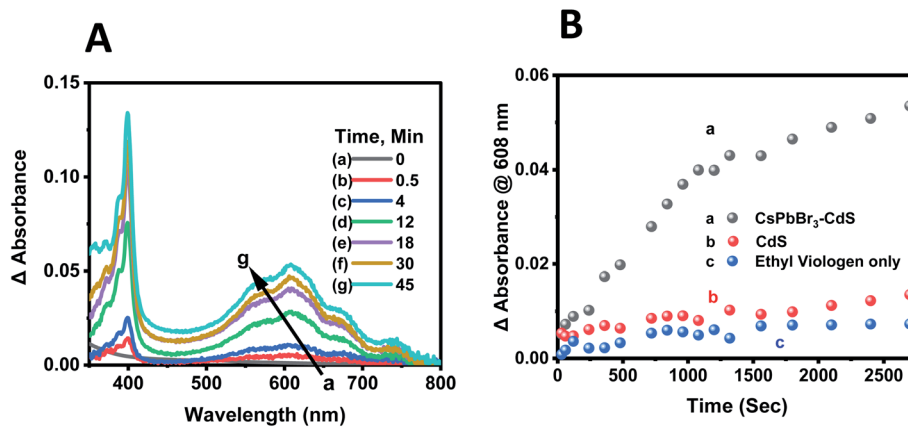 A
Δ Absorbance
0.15
0.10
0.05
0.00
Time, Min
(a) 0
(b) 0.5
(c) 4
(d) 12
(e) 18
(f) 30
(g) 45
g
a
400 500 600 700 800
Wavelength (nm)
B
Δ Absorbance @ 608 nm
0.06
0.04
0.02
0.00
a
a CsPbBr₃-CdS
b CdS
c Ethyl Viologen only
b
c
0 500 1000 1500 2000 2500
Time (Sec)